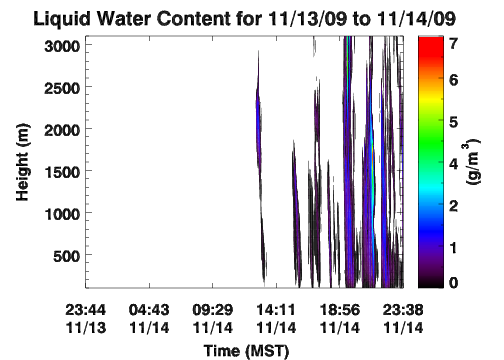 Liquid Water Content for 11/13/09 to 11/14/09
3000
2500
2000
1500
1000
500
Height (m)
7
6
5
4
3
2
1
0
(g/m³)
23:44 04:43 09:29 14:11 18:56 23:38
11/13 11/14 11/14 11/14 11/14 11/14
Time (MST)